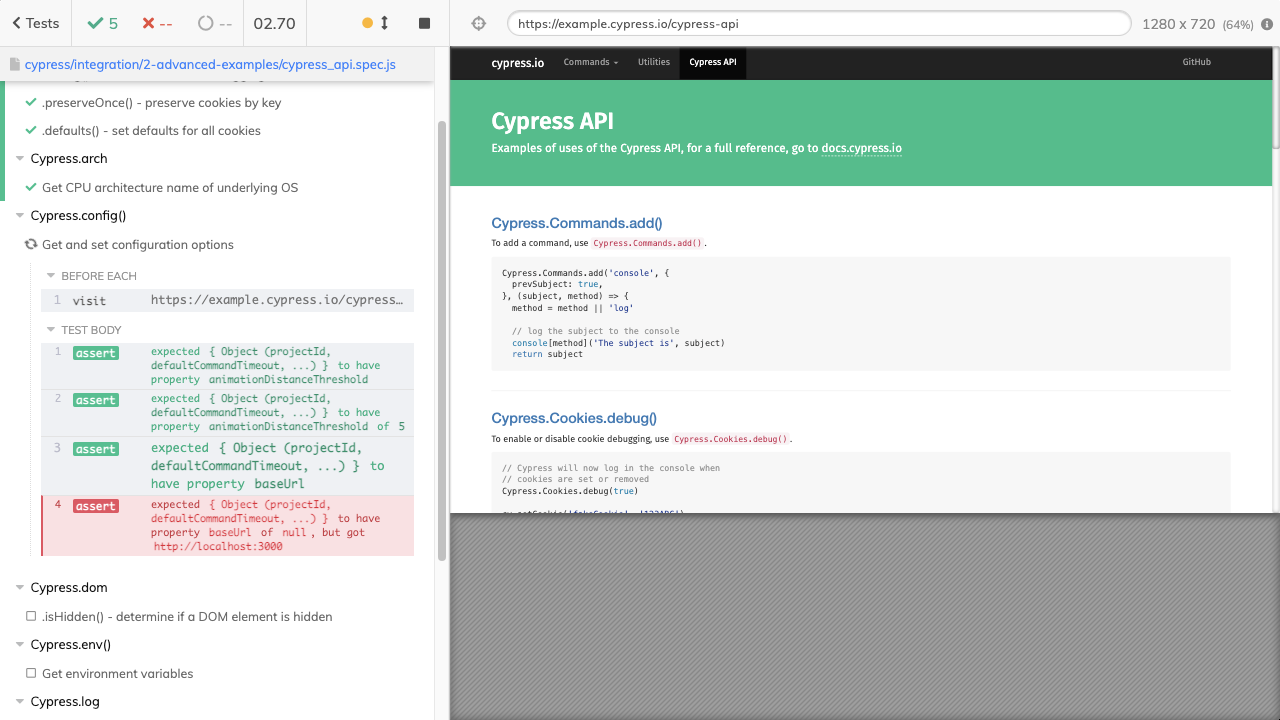 Tests
5
--
--
02.70
https://example.cypress.io/cypress-api
1280 x 720 (64%)
cypress/integration/2-advanced-examples/cypress_api.spec.js
.preserveOnce() - preserve cookies by key
.defaults() - set defaults for all cookies
Cypress.arch
Get CPU architecture name of underlying OS
Cypress.config()
Get and set configuration options
BEFORE EACH
1 visit https://example.cypress.io/cypress…
TEST BODY
1 assert expected { Object (projectId,
defaultCommandTimeout, ...) } to have
property animationDistanceThreshold
2 assert expected { Object (projectId,
defaultCommandTimeout, ...) } to have
property animationDistanceThreshold of 5
3 assert expected { Object (projectId,
defaultCommandTimeout, ...) } to
have property baseUrl
4 assert expected { Object (projectId,
defaultCommandTimeout, ...) } to have
property baseUrl of null, but got
http://localhost:3000
Cypress.dom
.isHidden() - determine if a DOM element is hidden
Cypress.env()
Get environment variables
Cypress.log
cypress.io Commands Utilities Cypress API GitHub
Cypress API
Examples of uses of the Cypress API, for a full reference, go to docs.cypress.io
Cypress.Commands.add()
To add a command, use Cypress.Commands.add().
Cypress.Commands.add('console', {
prevSubject: true,
}, (subject, method) => {
method = method || 'log'
// log the subject to the console
console[method]('The subject is', subject)
return subject
Cypress.Cookies.debug()
To enable or disable cookie debugging, use Cypress.Cookies.debug().
// Cypress will now log in the console when
// cookies are set or removed
Cypress.Cookies.debug(true)